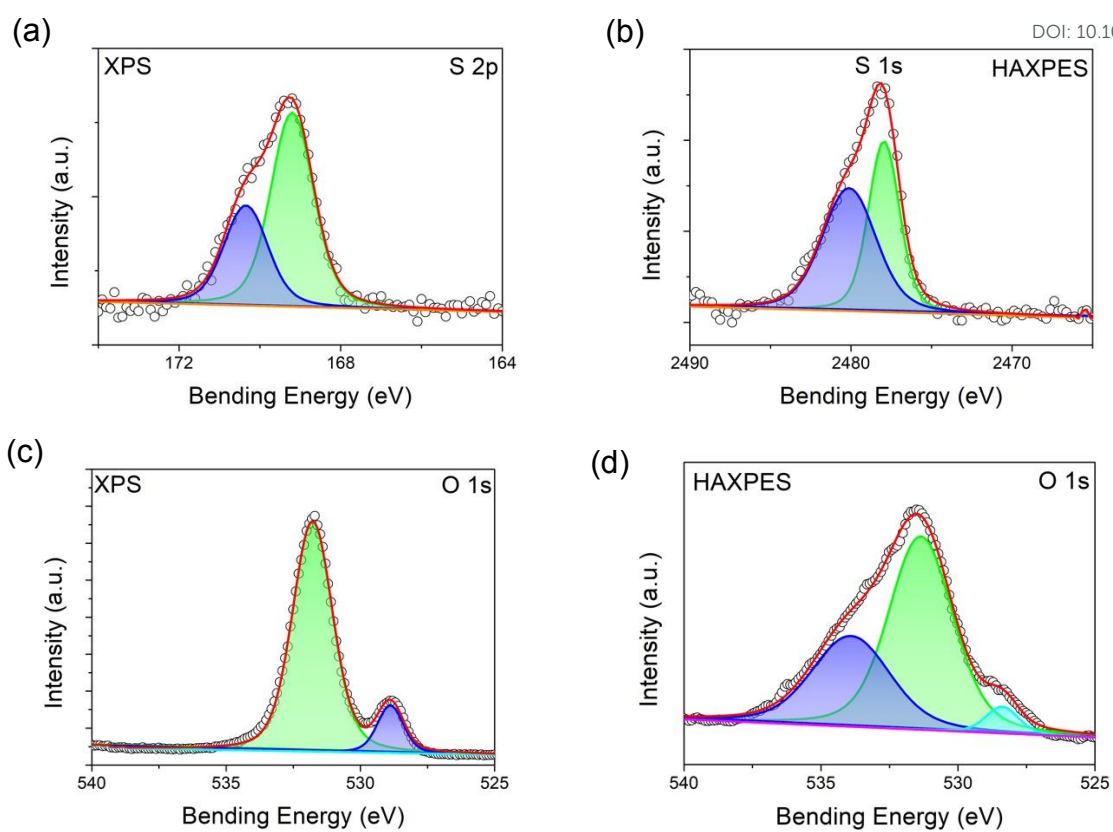 (a)
(b)
DOI: 10.10
XPS
S 2p
S 1s
HAXPES
Intensity (a.u.)
Intensity (a.u.)
172
168
164
2490
2480
2470
Bending Energy (eV)
Bending Energy (eV)
(c)
(d)
XPS
O 1s
HAXPES
O 1s
Intensity (a.u.)
Intensity (a.u.)
540
535
530
525
540
535
530
525
Bending Energy (eV)
Bending Energy (eV)